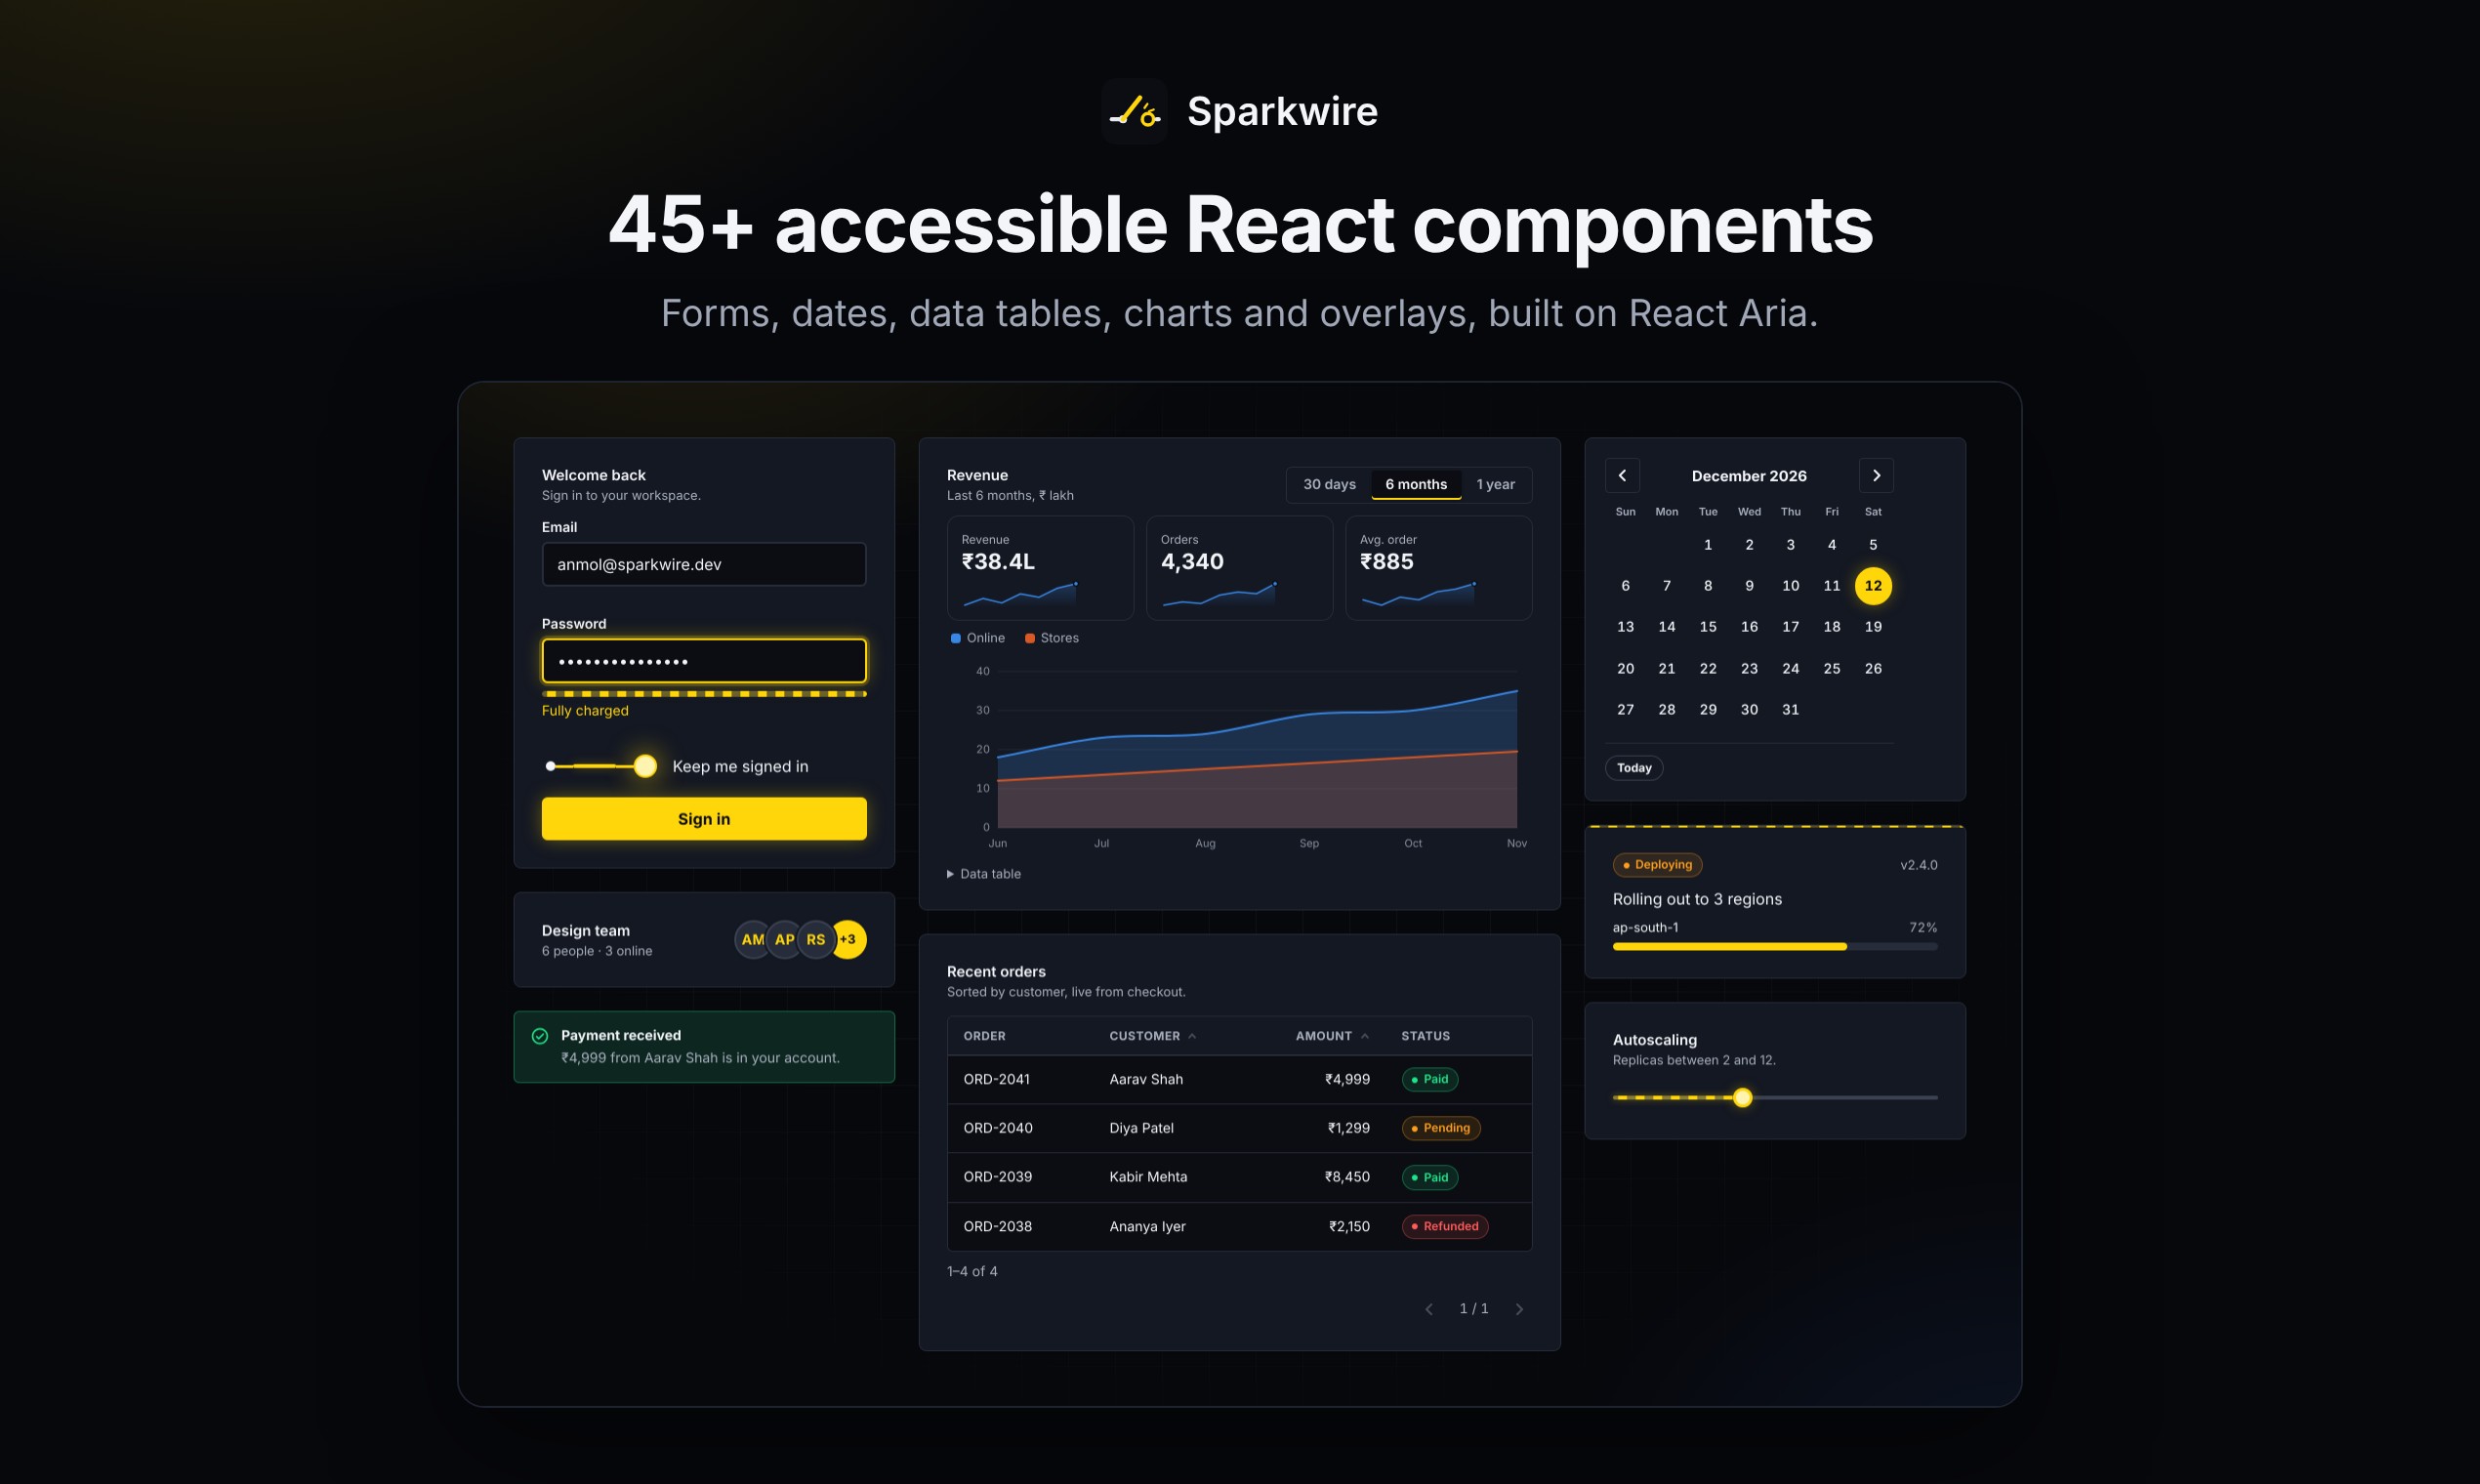 Sparkwire
45+ accessible React components
Forms, dates, data tables, charts and overlays, built on React Aria.
Welcome back
Sign in to your workspace.
Email
anmol@sparkwire.dev
Password
•••••••••••••••
Fully charged
Keep me signed in
Sign in
Design team
6 people · 3 online
AM AP RS +3
Payment received
₹4,999 from Aarav Shah is in your account.
Revenue
Last 6 months, ₹ lakh
30 days 6 months 1 year
Revenue
₹38.4L
Orders
4,340
Avg. order
₹885
Online Stores
40
30
20
10
0
Jun Jul Aug Sep Oct Nov
Data table
Recent orders
Sorted by customer, live from checkout.
ORDER CUSTOMER AMOUNT STATUS
ORD-2041 Aarav Shah ₹4,999 Paid
ORD-2040 Diya Patel ₹1,299 Pending
ORD-2039 Kabir Mehta ₹8,450 Paid
ORD-2038 Ananya Iyer ₹2,150 Refunded
1–4 of 4
1 / 1
December 2026
Sun Mon Tue Wed Thu Fri Sat
1 2 3 4 5
6 7 8 9 10 11 12
13 14 15 16 17 18 19
20 21 22 23 24 25 26
27 28 29 30 31
Today
Deploying v2.4.0
Rolling out to 3 regions
ap-south-1 72%
Autoscaling
Replicas between 2 and 12.